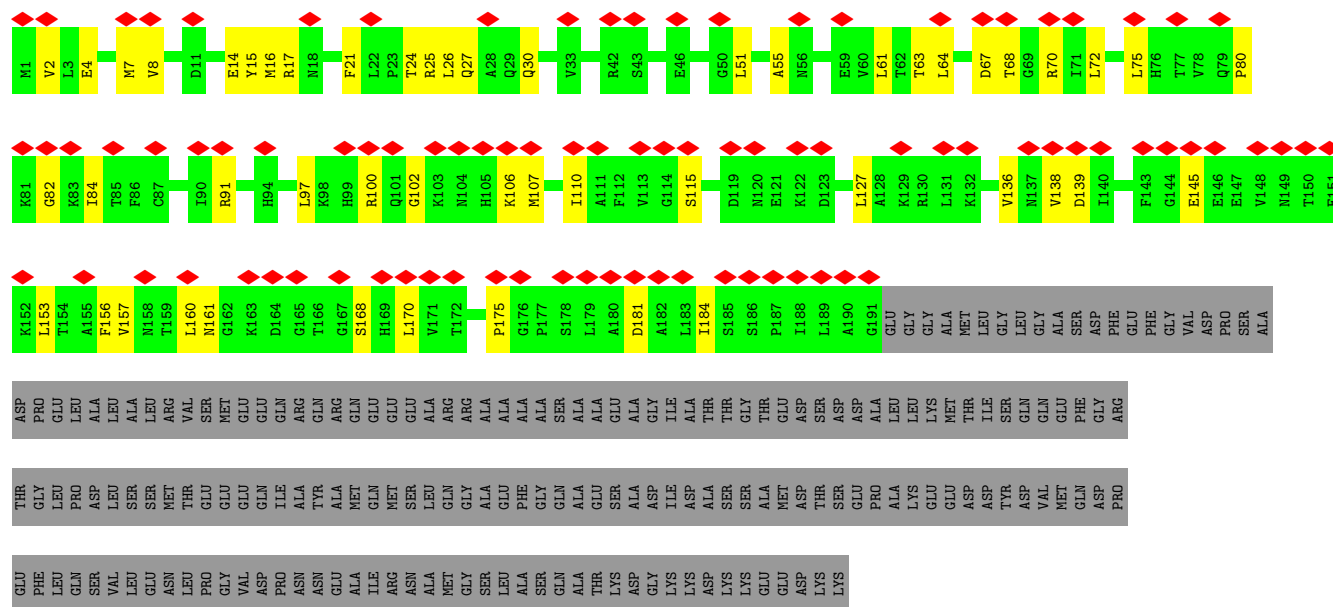 M1 V2 L3 E4 M7 V8 D11 E14 Y15 M16 R17 N18 F21 L22 P23 T24 R25 L26 Q27 A28 Q29 Q30 V33 R42 S43 E46 G50 L51 A55 N56 E59 V60 L61 T62 T63 L64 D67 T68 G69 R70 I71 L72 L75 H76 T77 V78 Q79 P80
K81 G82 K83 I84 T85 F86 C87 I90 R91 H94 L97 K98 H99 R100 Q101 G102 K103 N104 H105 K106 M107 I110 A111 F112 V113 G114 S115 D119 N120 E121 K122 D123 L127 A128 K129 R130 L131 K132 V136 N137 V138 D139 I140 F143 G144 E145 E146 E147 V148 N149 T150 E151
K152 L153 T154 A155 F156 V157 N158 T159 L160 N161 G162 K163 D164 G165 T166 G167 S168 H169 L170 V171 T172 P175 G176 P177 S178 L179 A180 D181 A182 L183 I184 S185 S186 P187 I188 L189 A190 G191 GLU GLY GLY ALA MET LEU GLY LEU GLY ALA SER ASP PHE GLU PHE GLY VAL ASP PRO SER ALA
ASP PRO GLU LEU ALA LEU ALA LEU ARG VAL SER MET GLU GLU GLN ARG GLN ARG GLN GLU GLU GLU ALA ARG ARG ALA ALA ALA ALA SER ALA ALA GLU ALA GLY ILE ALA THR THR GLY THR GLU ASP SER ASP ASP ALA LEU LEU LYS MET THR ILE SER GLN GLN GLU PHE GLY ARG
THR GLY LEU PRO ASP LEU SER SER MET THR GLU GLU GLU GLN ILE ALA TYR ALA MET GLN MET SER LEU GLN GLY ALA GLU PHE GLY GLN ALA GLU SER ALA ASP ILE ASP ALA SER SER ALA MET ASP THR SER GLU PRO ALA LYS GLU GLU ASP ASP TYR ASP VAL MET GLN ASP PRO
GLU PHE LEU GLN SER VAL LEU GLU ASN LEU PRO GLY VAL ASP PRO ASN ASN GLU ALA ILE ARG ASN ALA MET GLY SER LEU ALA SER GLN ALA THR LYS ASP GLY LYS LYS ASP LYS LYS GLU GLU ASP LYS LYS